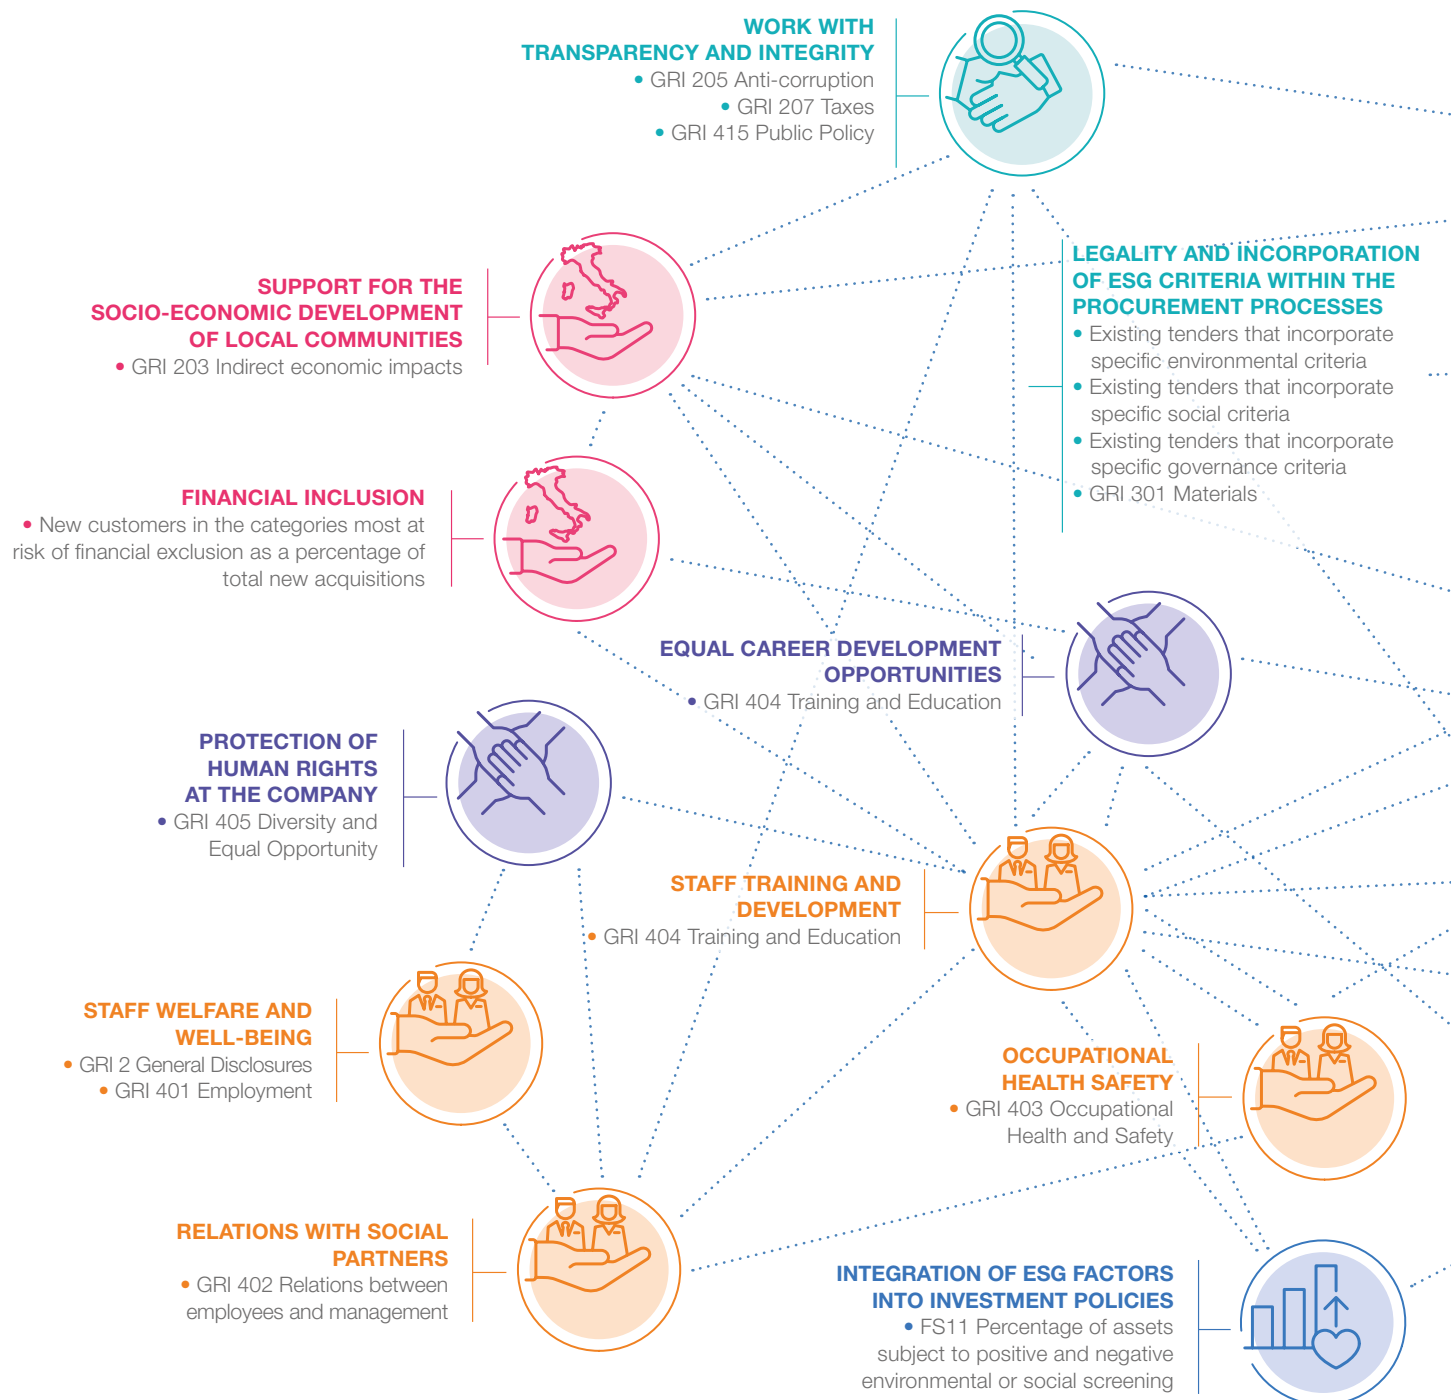 WORK WITH
TRANSPARENCY AND INTEGRITY
• GRI 205 Anti-corruption
• GRI 207 Taxes
• GRI 415 Public Policy
SUPPORT FOR THE
SOCIO-ECONOMIC DEVELOPMENT
OF LOCAL COMMUNITIES
• GRI 203 Indirect economic impacts
LEGALITY AND INCORPORATION
OF ESG CRITERIA WITHIN THE
PROCUREMENT PROCESSES
• Existing tenders that incorporate
specific environmental criteria
• Existing tenders that incorporate
specific social criteria
• Existing tenders that incorporate
specific governance criteria
• GRI 301 Materials
FINANCIAL INCLUSION
• New customers in the categories most at
risk of financial exclusion as a percentage of
total new acquisitions
EQUAL CAREER DEVELOPMENT
OPPORTUNITIES
• GRI 404 Training and Education
PROTECTION OF
HUMAN RIGHTS
AT THE COMPANY
• GRI 405 Diversity and
Equal Opportunity
STAFF TRAINING AND
DEVELOPMENT
• GRI 404 Training and Education
STAFF WELFARE AND
WELL-BEING
• GRI 2 General Disclosures
• GRI 401 Employment
OCCUPATIONAL
HEALTH SAFETY
• GRI 403 Occupational
Health and Safety
RELATIONS WITH SOCIAL
PARTNERS
• GRI 402 Relations between
employees and management
INTEGRATION OF ESG FACTORS
INTO INVESTMENT POLICIES
• FS11 Percentage of assets
subject to positive and negative
environmental or social screening